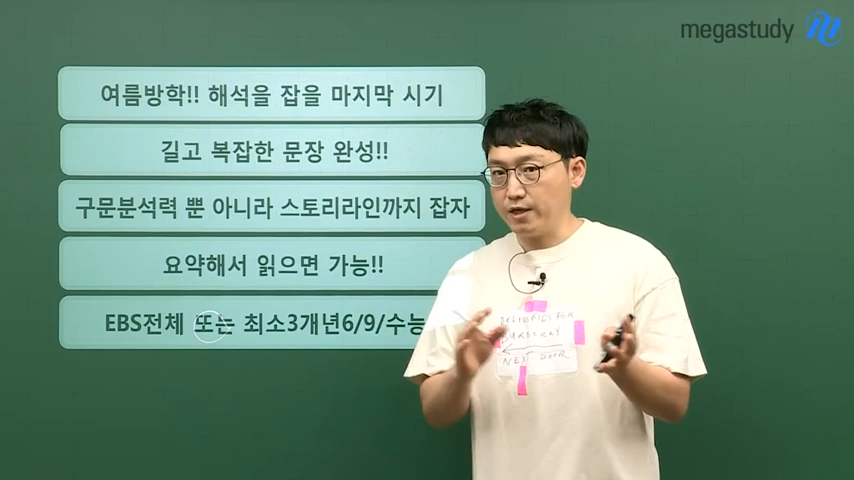 megastudy
여름방학!! 해석을 잡을 마지막 시기
길고 복잡한 문장 완성!!
구문분석력 뿐 아니라 스토리라인까지 잡자
요약해서 읽으면 가능!!
EBS전체 또는 최소3개년6/9/수능
NEXT DOOR